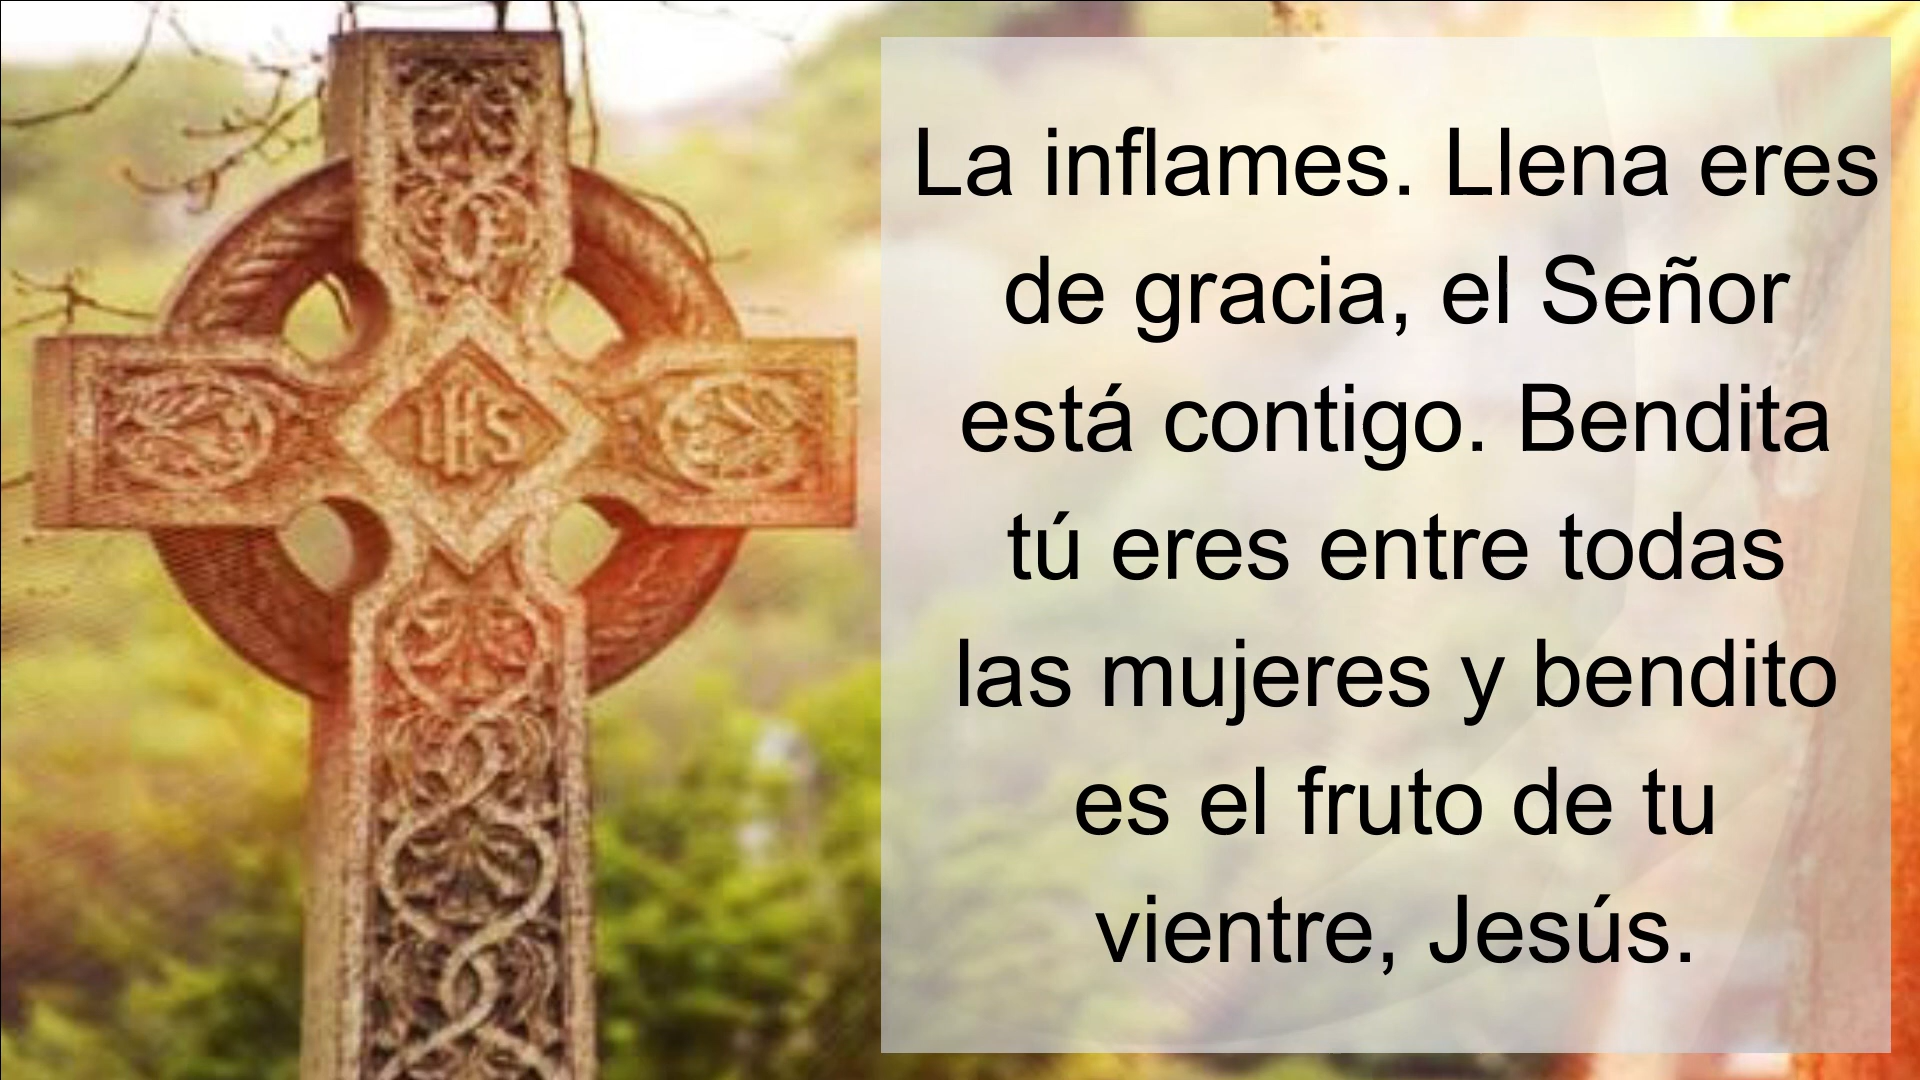 IHS
La inflames. Llena eres
de gracia, el Señor
está contigo. Bendita
tú eres entre todas
las mujeres y bendito
es el fruto de tu
vientre, Jesús.